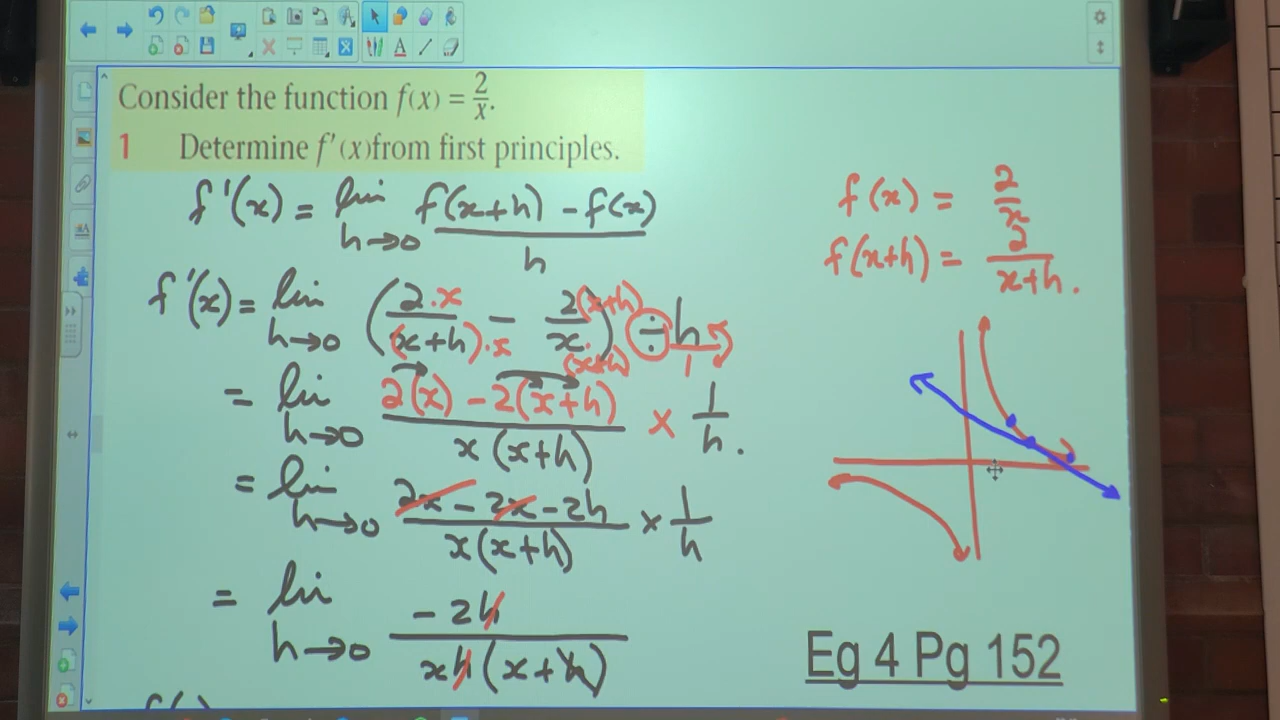 Consider the function f(x) = 2/x.
1 Determine f'(x)from first principles.
f'(x) = lim h→0 f(x+h) - f(x) / h
f(x) = 2/x
f(x+h) = 2/(x+h).
f'(x) = lim h→0 (2·x/(x+h)·x - 2(x+h)/x·(x+h)) ÷ h/1
= lim h→0 2(x) - 2(x+h) / x(x+h) × 1/h.
= lim h→0 2x - 2x - 2h / x(x+h) × 1/h
= lim h→0 -2h / xh(x+h)
Eg 4 Pg 152